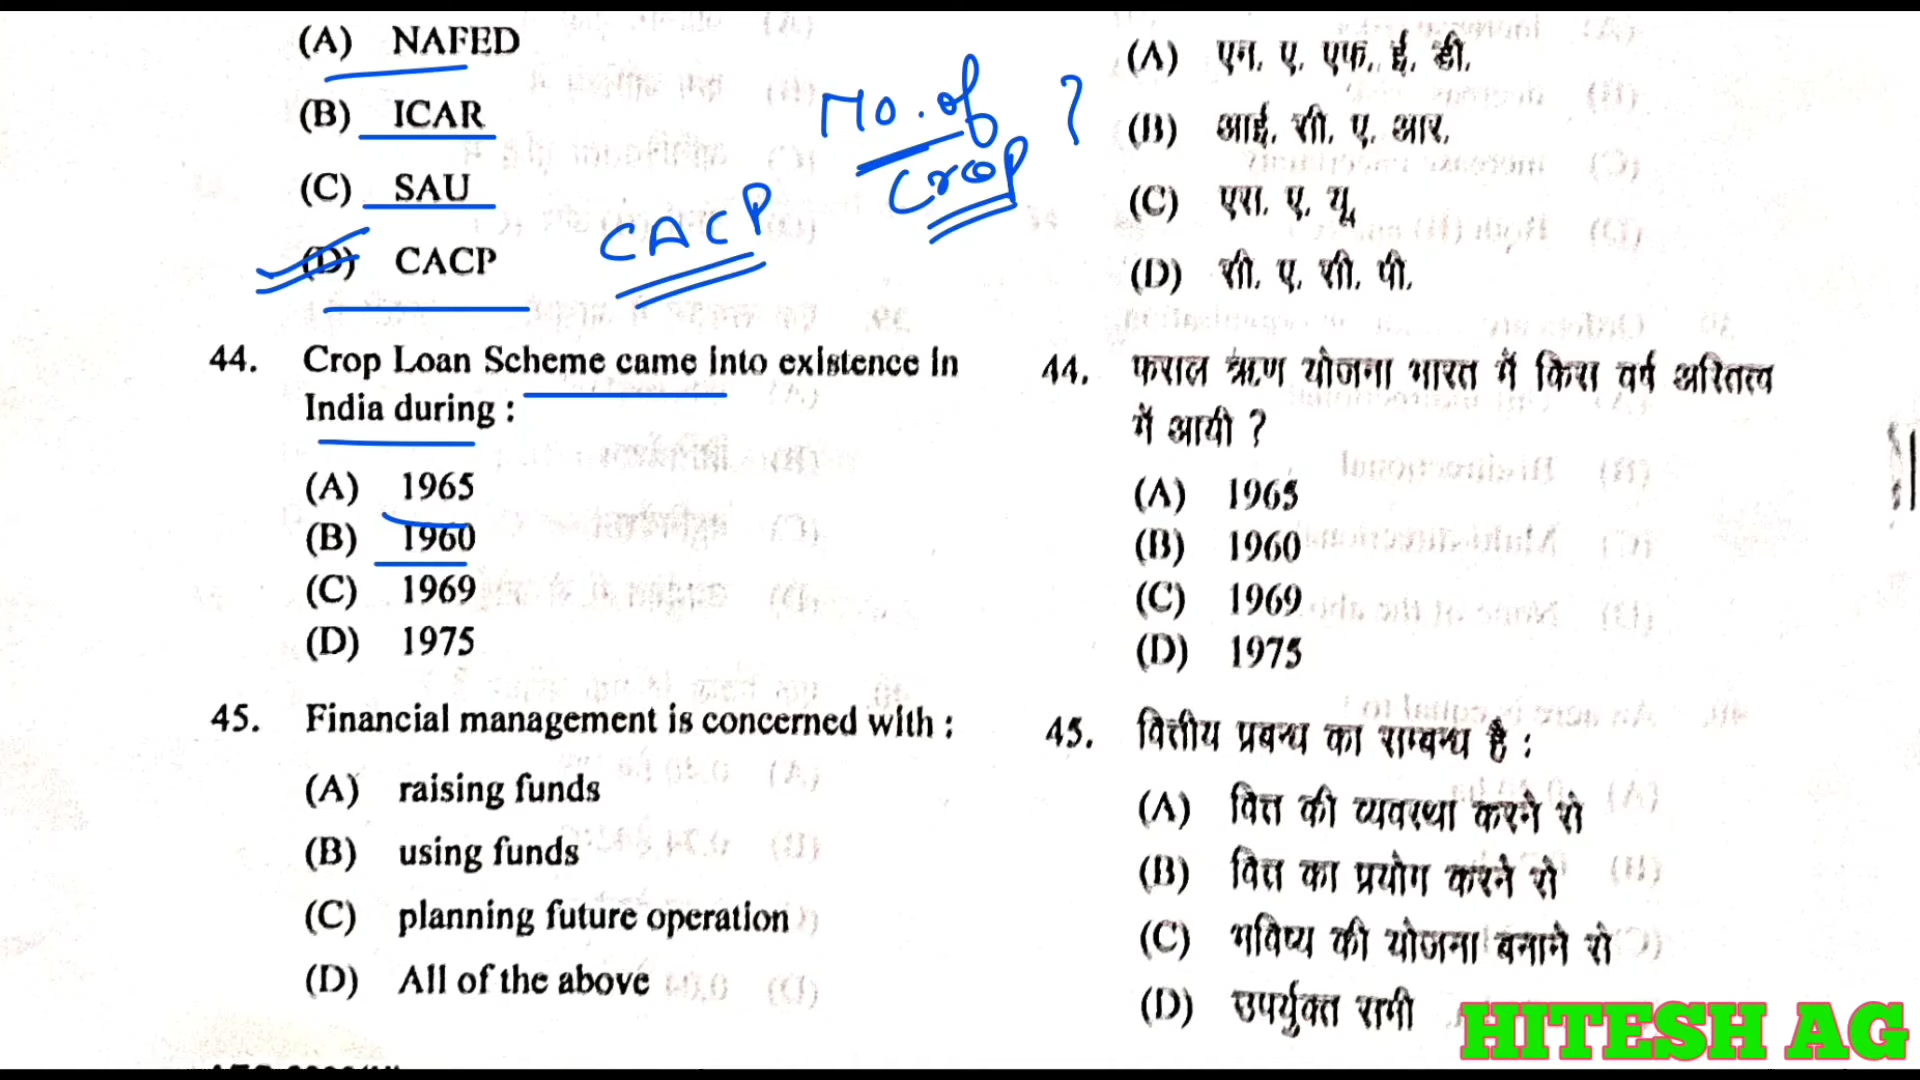 (A) NAFED
(B) ICAR
(C) SAU
(D) CACP
No. of
Crop
?
CACP
44. Crop Loan Scheme came into existence in
India during :
(A) 1965
(B) 1960
(C) 1969
(D) 1975
45. Financial management is concerned with :
(A) raising funds
(B) using funds
(C) planning future operation
(D) All of the above
(A) एन. ए. एफ. ई. डी.
(B) आई. सी. ए. आर.
(C) एस. ए. यू.
(D) सी. ए. सी. पी.
44. फसल ऋण योजना भारत में किस वर्ष अस्तित्व
में आयी ?
(A) 1965
(B) 1960
(C) 1969
(D) 1975
45. वित्तीय प्रबन्ध का सम्बन्ध है :
(A) वित्त की व्यवस्था करने से
(B) वित्त का प्रयोग करने से
(C) भविष्य की योजना बनाने से
(D) उपर्युक्त सभी
HITESH AG